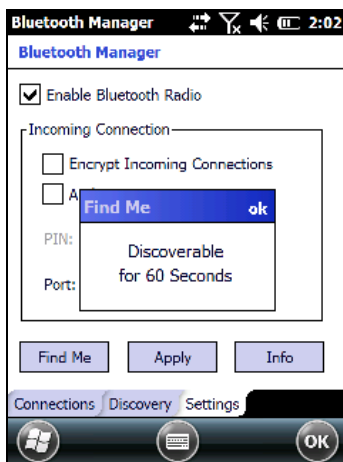 Bluetooth Manager 2:02
Bluetooth Manager
Enable Bluetooth Radio
Incoming Connection
Encrypt Incoming Connections
Find Me ok
PIN:
Discoverable
for 60 Seconds
Port:
Find Me Apply Info
Connections Discovery Settings
OK